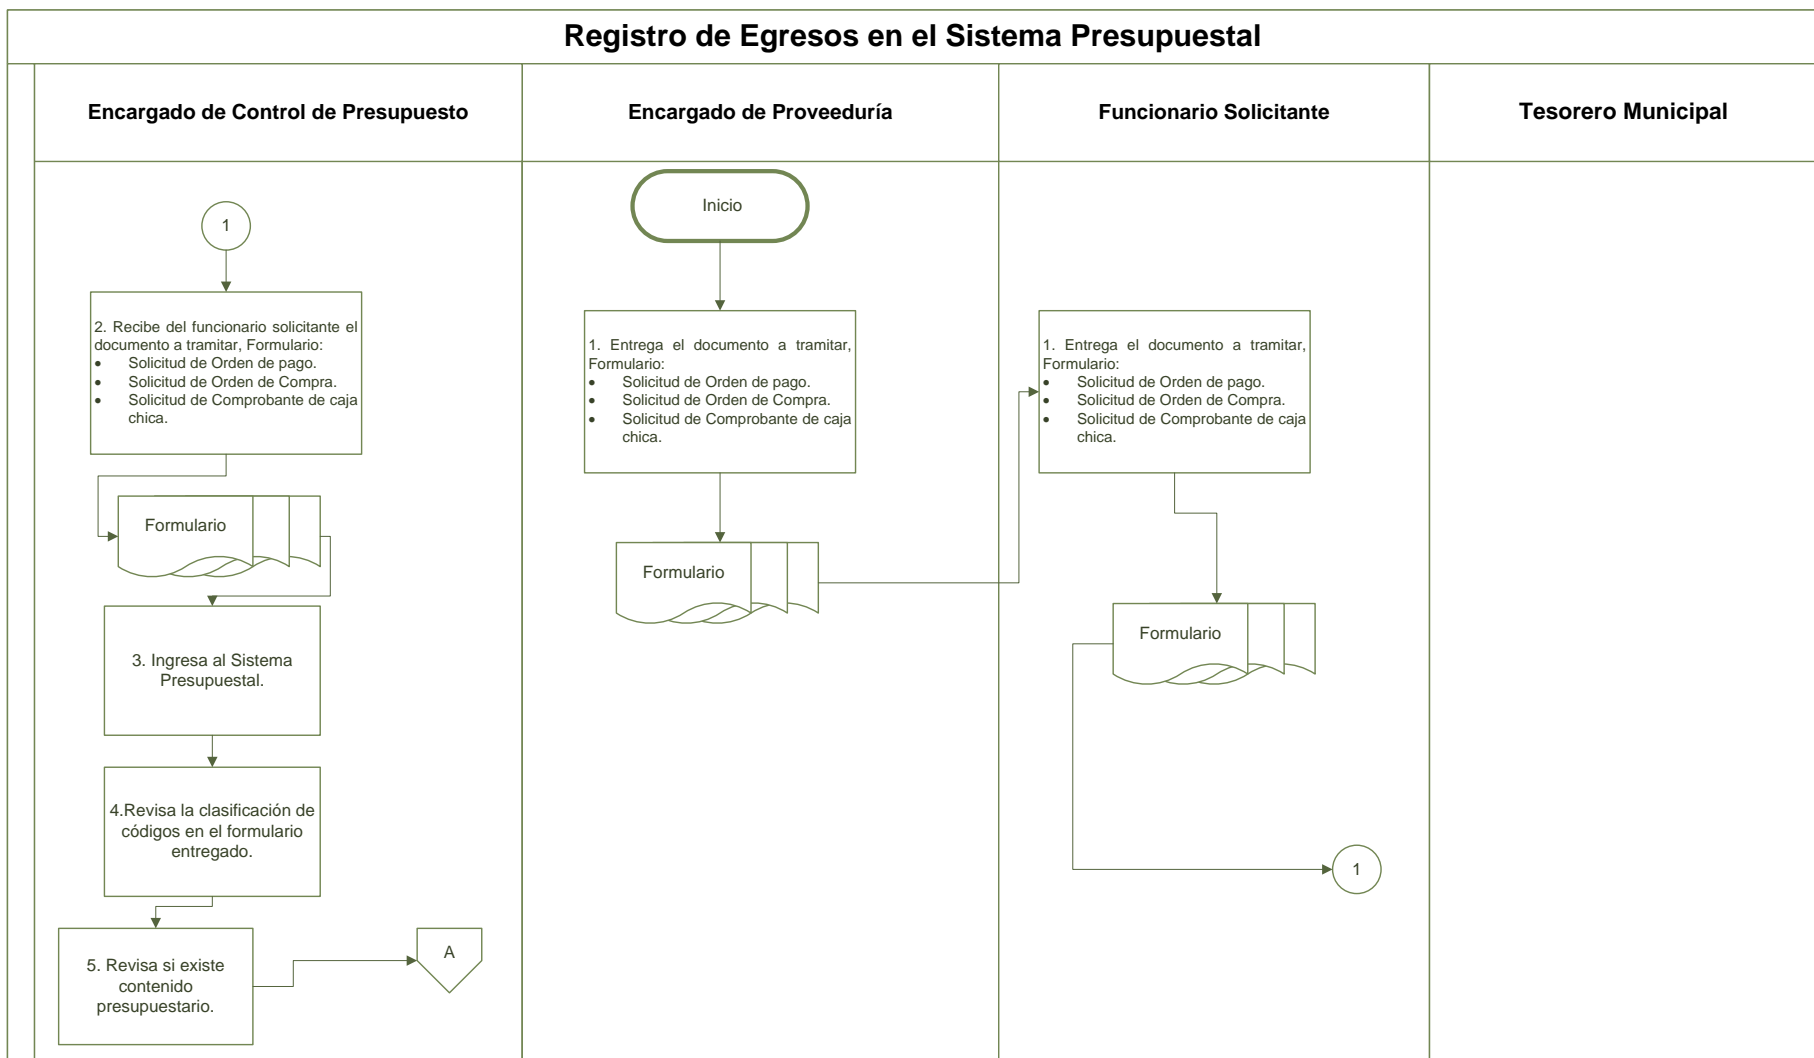 Registro de Egresos en el Sistema Presupuestal
Encargado de Control de Presupuesto
Encargado de Proveeduría
Funcionario Solicitante
Tesorero Municipal
1
2. Recibe del funcionario solicitante el
documento a tramitar, Formulario:
• Solicitud de Orden de pago.
• Solicitud de Orden de Compra.
• Solicitud de Comprobante de caja
chica.
Formulario
3. Ingresa al Sistema
Presupuestal.
4.Revisa la clasificación de
códigos en el formulario
entregado.
5. Revisa si existe
contenido
presupuestario.
A
Inicio
1. Entrega el documento a tramitar,
Formulario:
• Solicitud de Orden de pago.
• Solicitud de Orden de Compra.
• Solicitud de Comprobante de caja
chica.
Formulario
1. Entrega el documento a tramitar,
Formulario:
• Solicitud de Orden de pago.
• Solicitud de Orden de Compra.
• Solicitud de Comprobante de caja
chica.
Formulario
1